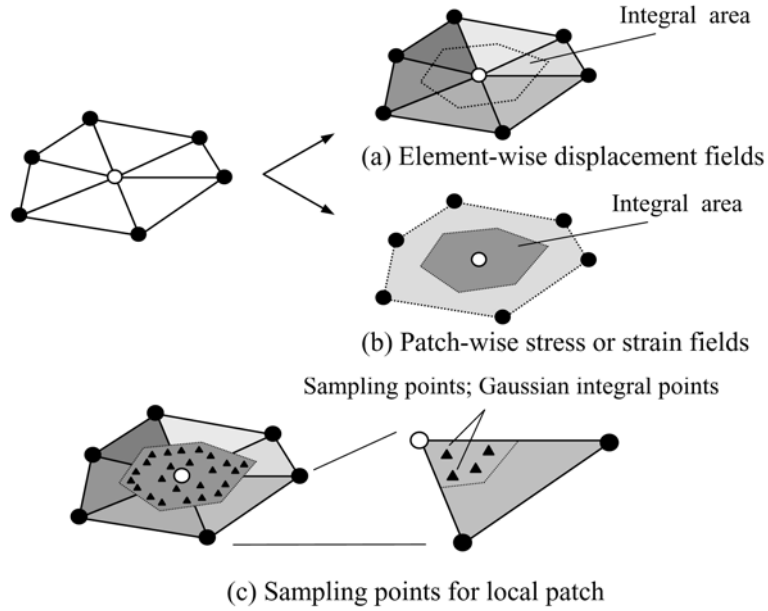 Integral area
(a) Element-wise displacement fields
Integral area
(b) Patch-wise stress or strain fields
Sampling points; Gaussian integral points
(c) Sampling points for local patch